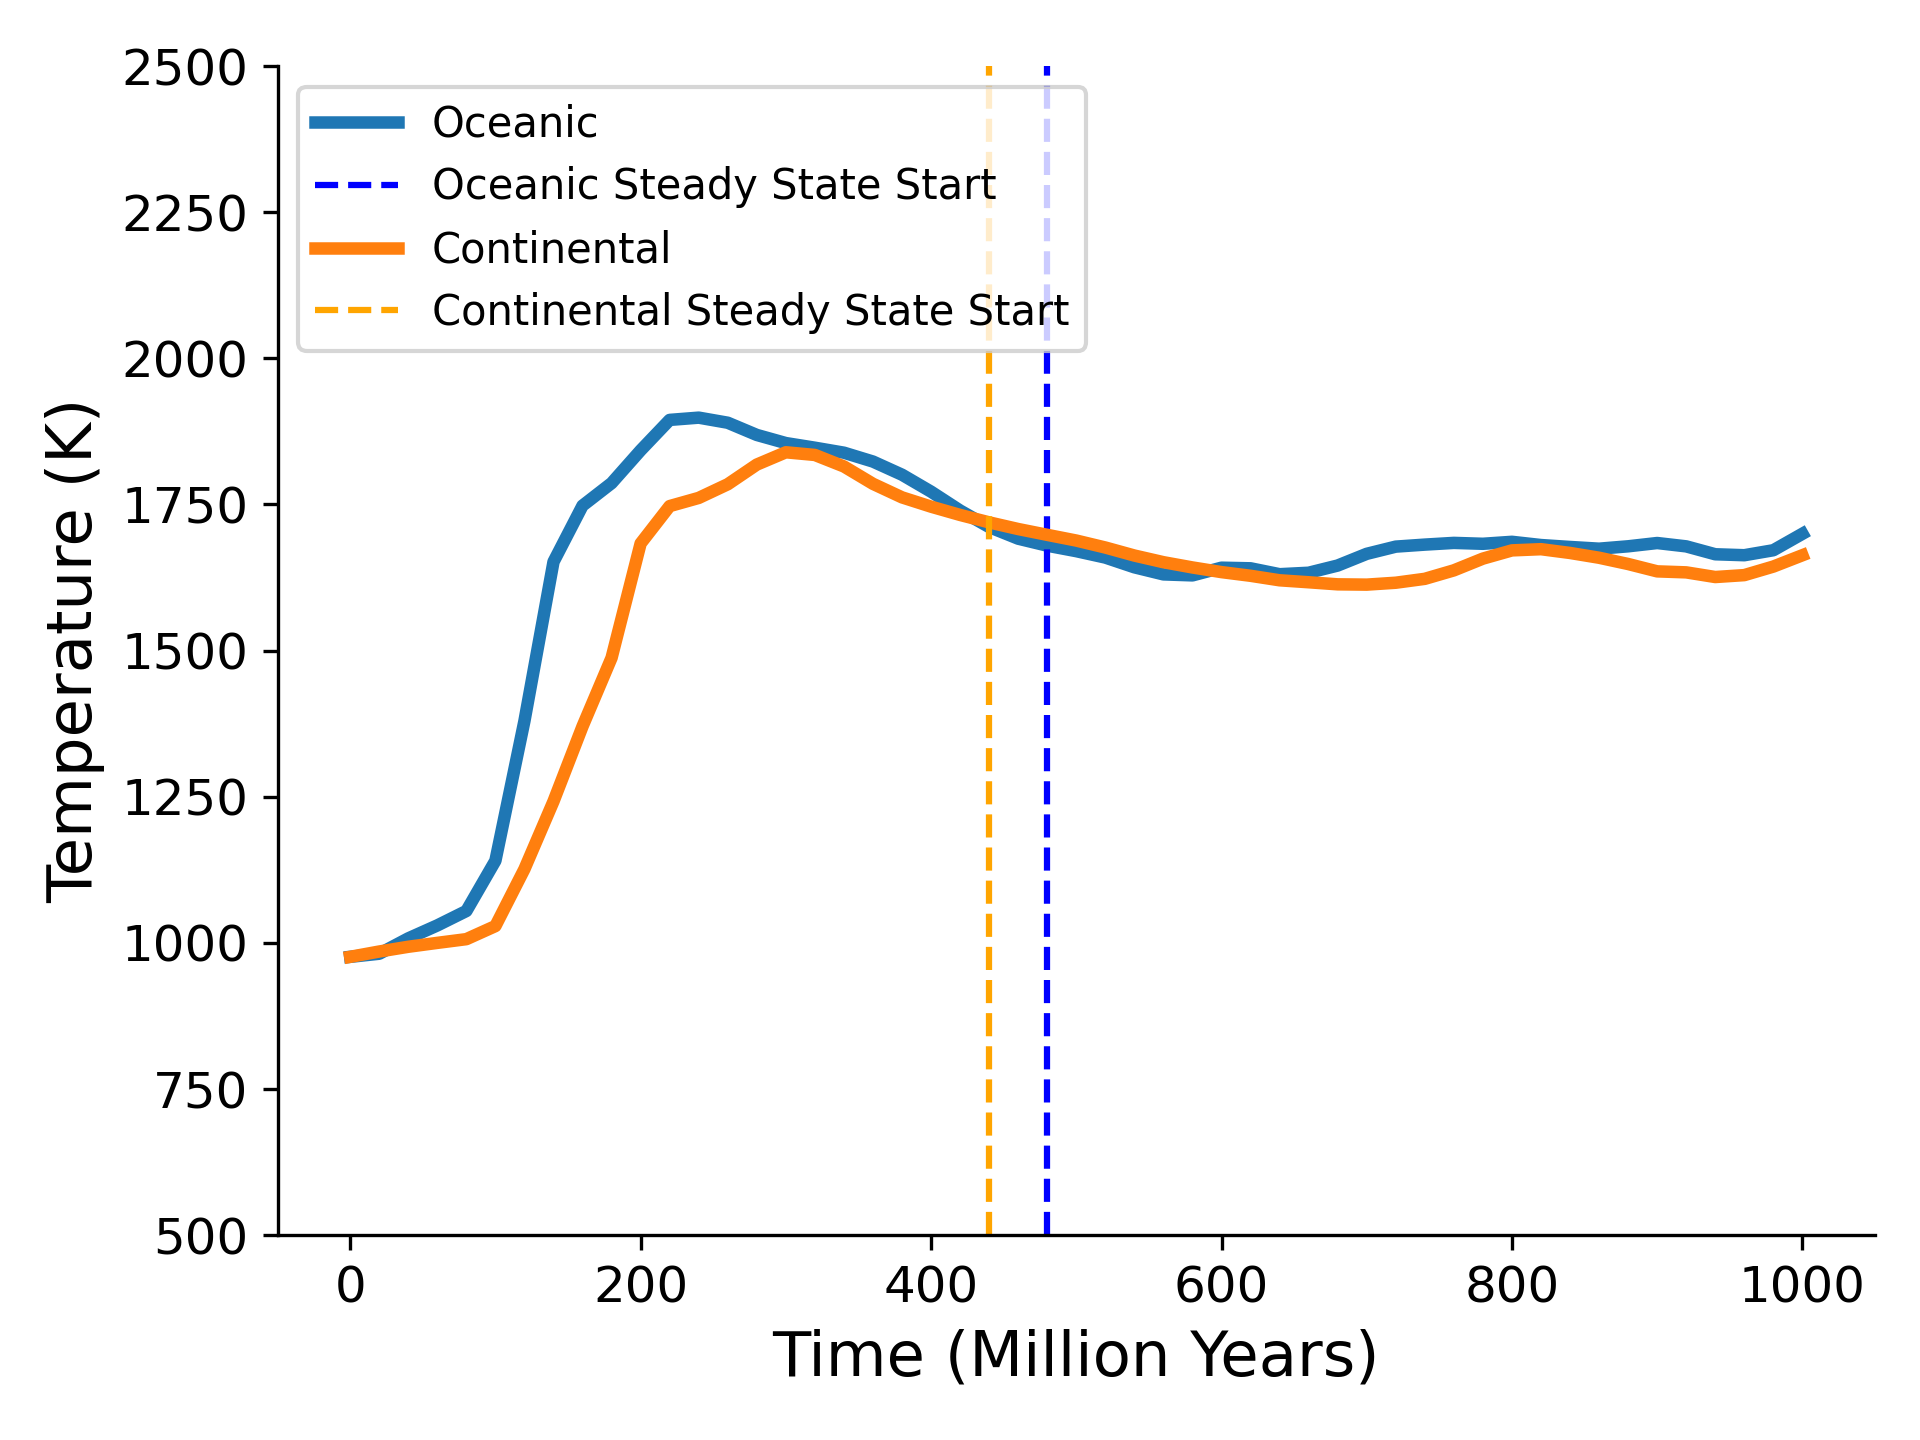 2500
2250
2000
1750
1500
1250
1000
750
500
Temperature (K)
Oceanic
Oceanic Steady State Start
Continental
Continental Steady State Start
0 200 400 600 800 1000
Time (Million Years)